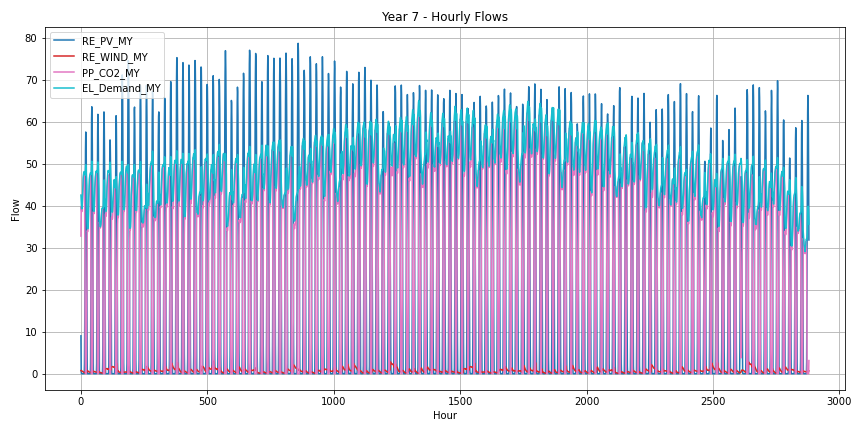 Year 7 - Hourly Flows
RE_PV_MY
RE_WIND_MY
PP_CO2_MY
EL_Demand_MY
80
70
60
50
40
30
20
10
0
Flow
0
500
1000
1500
2000
2500
3000
Hour